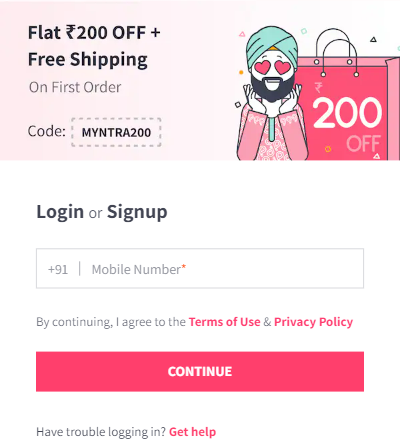 Flat ₹200 OFF +
Free Shipping
On First Order
Code: MYNTRA200
₹
200
OFF
Login or Signup
+91 | Mobile Number*
By continuing, I agree to the Terms of Use & Privacy Policy
CONTINUE
Have trouble logging in? Get help